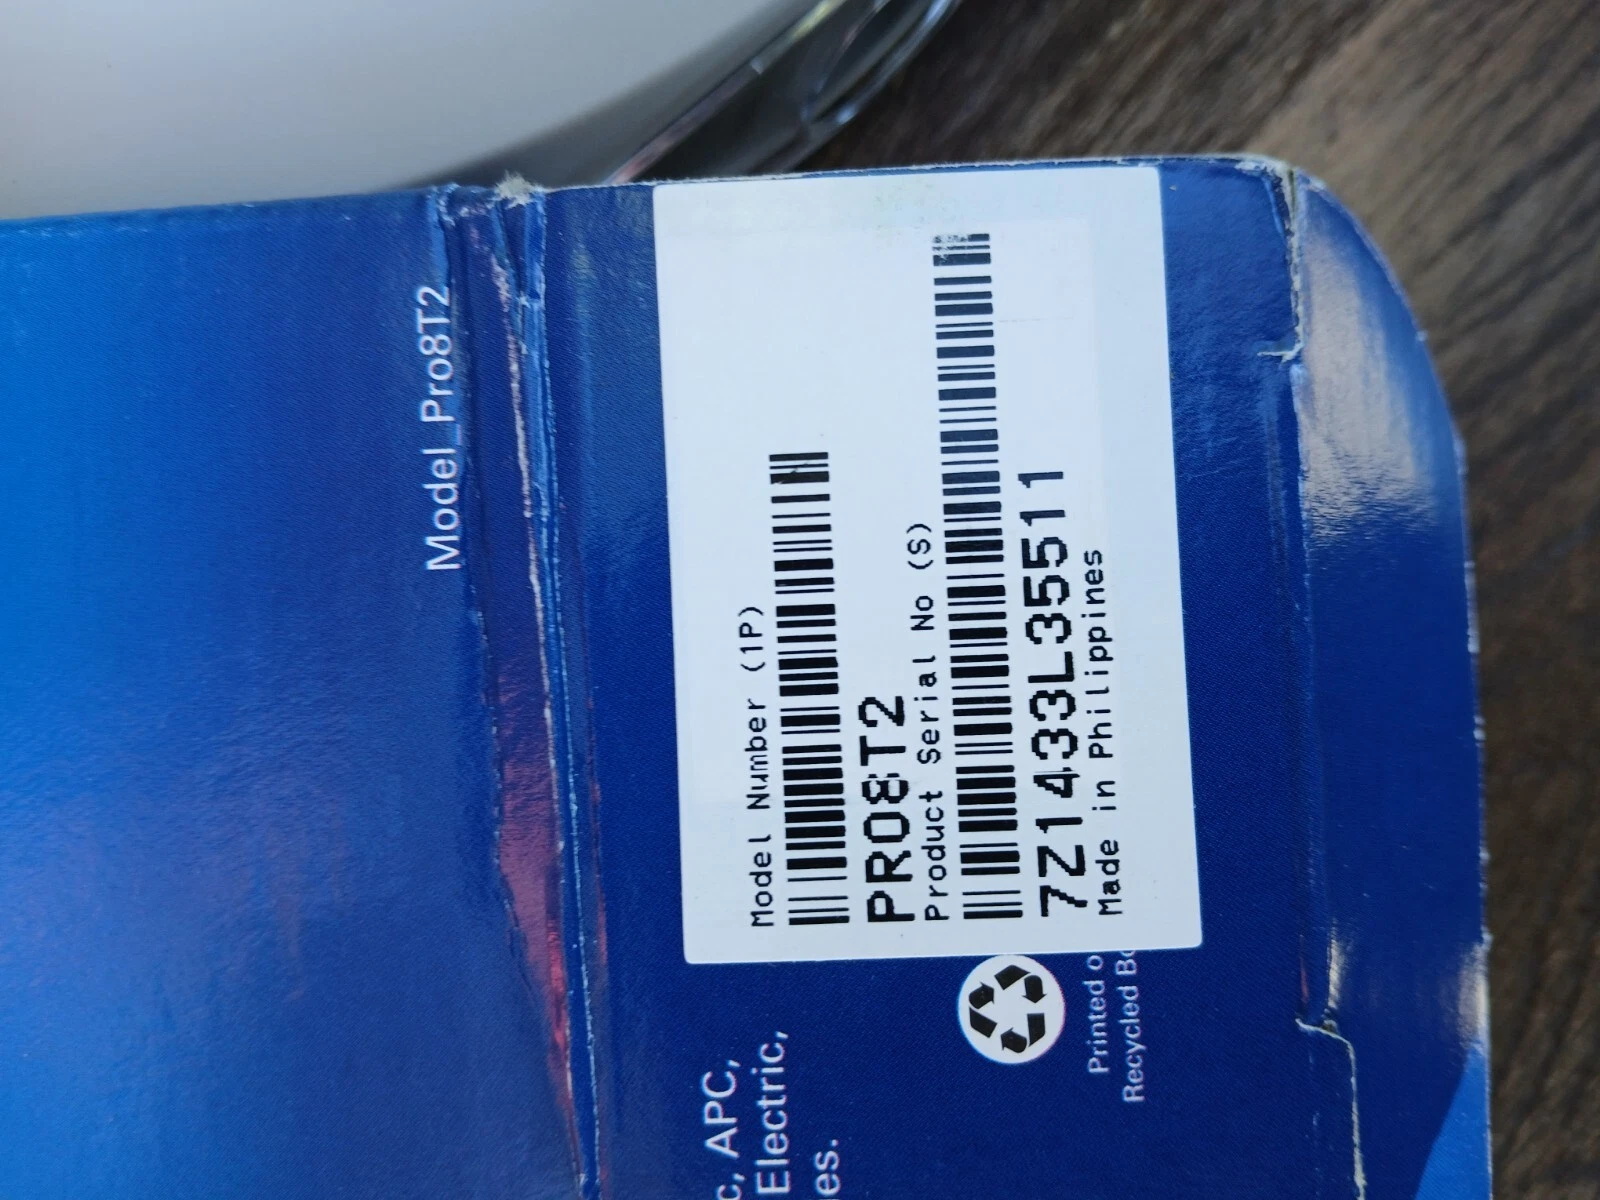 Model_Pro8T2
Model Number (1P)
PRO8T2
Product Serial No (S)
7Z1433L35511
Made in Philippines
Printed o
Recycled Bo
c, APC,
Electric,
es.